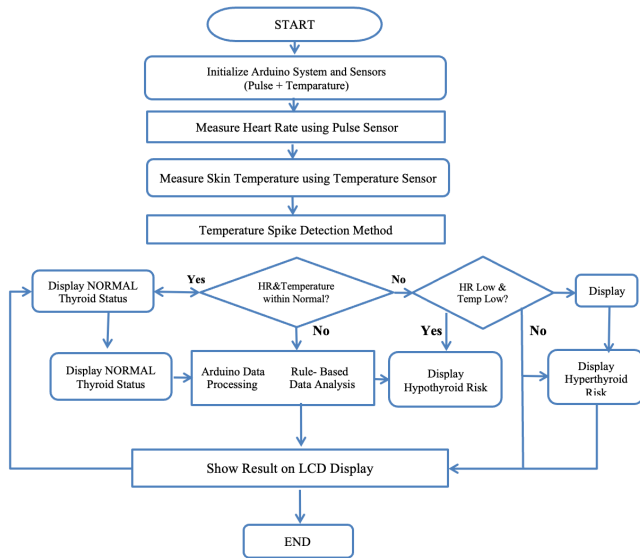 START
Initialize Arduino System and Sensors
(Pulse + Temparature)
Measure Heart Rate using Pulse Sensor
Measure Skin Temperature using Temperature Sensor
Temperature Spike Detection Method
Display NORMAL
Thyroid Status
Yes
HR&Temperature
within Normal?
No
HR Low &
Temp Low?
Display
No
Yes
No
Display NORMAL
Thyroid Status
Arduino Data
Processing
Rule- Based
Data Analysis
Display
Hypothyroid Risk
Display
Hyperthyroid
Risk
Show Result on LCD Display
END